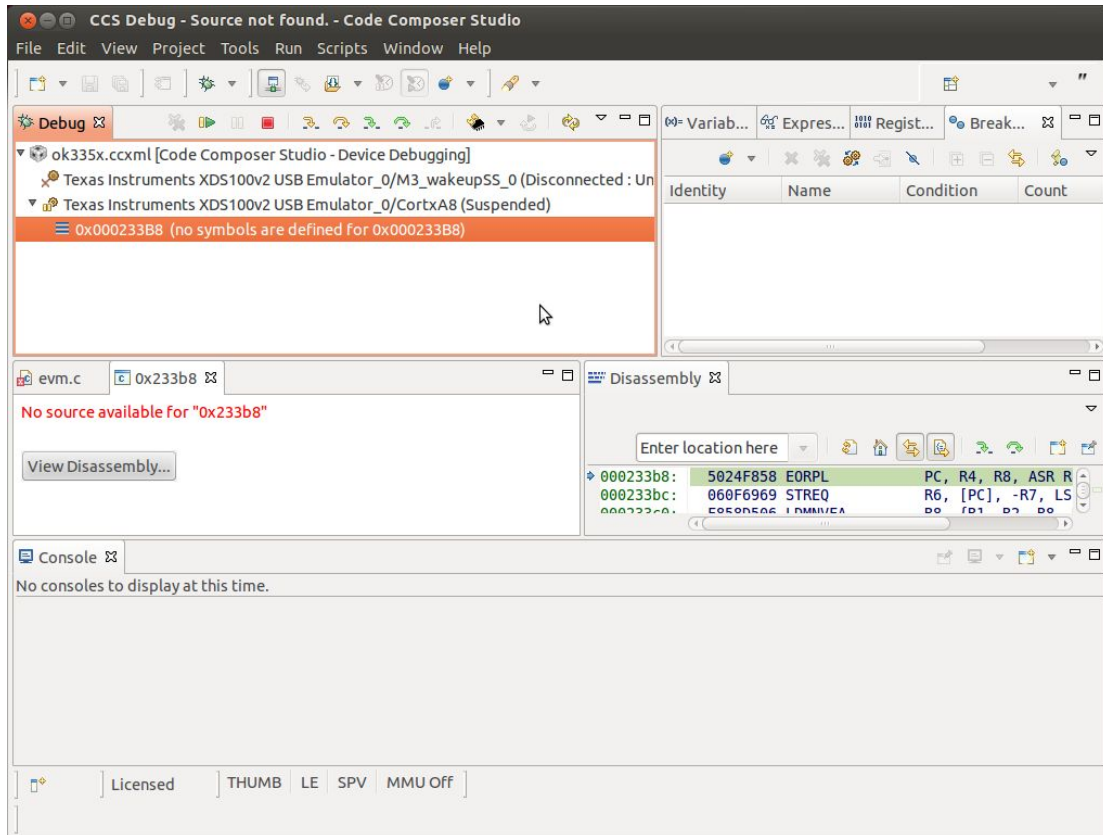 CCS Debug - Source not found. - Code Composer Studio
File Edit View Project Tools Run Scripts Window Help
"
Debug
ok335x.ccxml [Code Composer Studio - Device Debugging]
Texas Instruments XDS100v2 USB Emulator_0/M3_wakeupSS_0 (Disconnected : Un
Texas Instruments XDS100v2 USB Emulator_0/CortxA8 (Suspended)
0x000233B8 (no symbols are defined for 0x000233B8)
(x)= Variab... Expres... Regist... Break...
Identity Name Condition Count
evm.c 0x233b8
No source available for "0x233b8"
View Disassembly...
Disassembly
Enter location here
000233b8: 5024F858 EORPL PC, R4, R8, ASR R
000233bc: 060F6969 STREQ R6, [PC], -R7, LS
Console
No consoles to display at this time.
Licensed THUMB LE SPV MMU Off